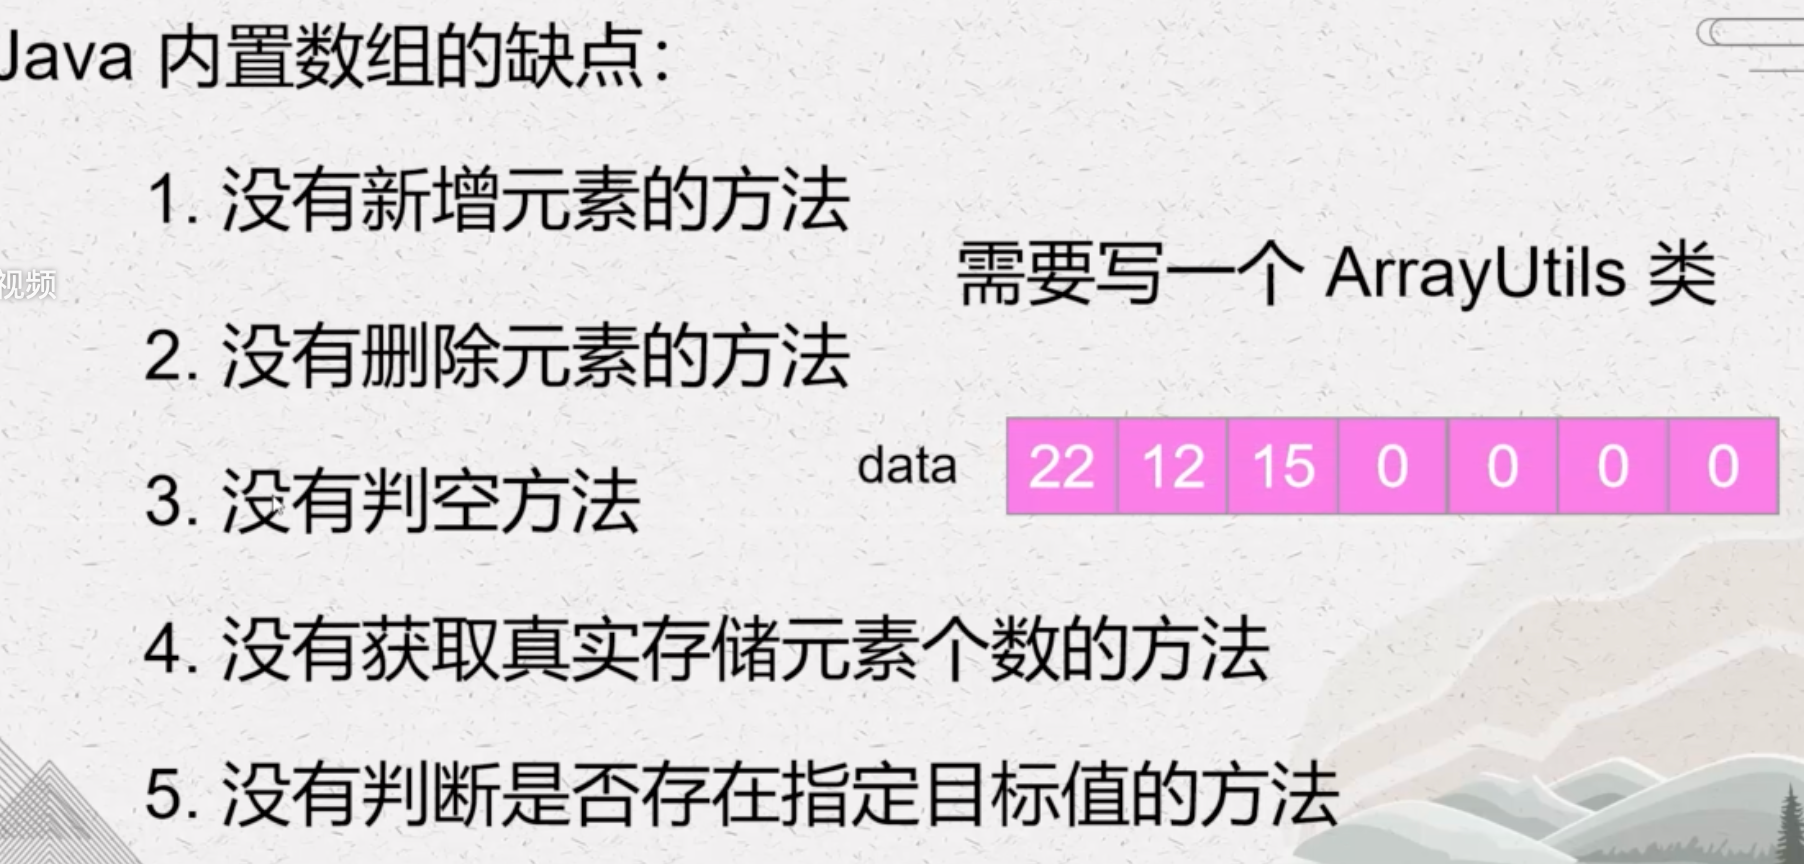 Java 内置数组的缺点：
1. 没有新增元素的方法
需要写一个 ArrayUtils 类
视频
2. 没有删除元素的方法
data 22 12 15 0 0 0 0
3. 没有判空方法
4. 没有获取真实存储元素个数的方法
5. 没有判断是否存在指定目标值的方法